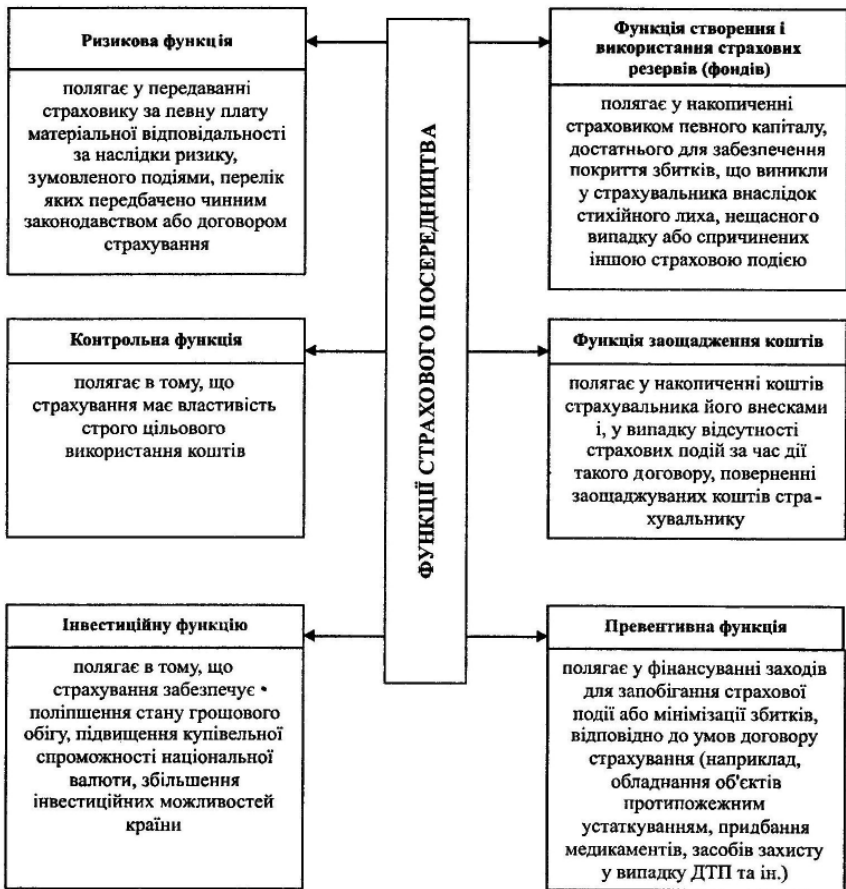 Ризикова функція
полягає у передаванні
страховику за певну плату
матеріальної відповідальності
за наслідки ризику,
зумовленого подіями, перелік
яких передбачено чинним
законодавством або договором
страхування
Функція створення і
використання страхових
резервів (фондів)
полягає у накопиченні
страховиком певного капіталу,
достатнього для забезпечення
покриття збитків, що виникли
у страхувальника внаслідок
стихійного лиха, нещасного
випадку або спричинених
іншою страховою подією
ФУНКЦІЇ СТРАХОВОГО ПОСЕРЕДНИЦТВА
Контрольна функція
полягає в тому, що
страхування має властивість
строго цільового
використання коштів
Функція заощадження коштів
полягає у накопиченні коштів
страхувальника його внесками
і, у випадку відсутності
страхових подій за час дії
такого договору, поверненні
заощаджуваних коштів стра-
хувальнику
Інвестиційну функцію
полягає в тому, що
страхування забезпечує
поліпшення стану грошового
обігу, підвищення купівельної
спроможності національної
валюти, збільшення
інвестиційних можливостей
країни
Превентивна функція
полягає у фінансуванні заходів
для запобігання страхової
події або мінімізації збитків,
відповідно до умов договору
страхування (наприклад,
обладнання об'єктів
протипожежним
устаткуванням, придбання
медикаментів, засобів захисту
у випадку ДТП та ін.)